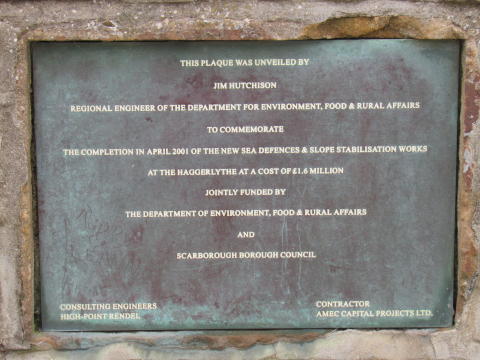 THIS PLAQUE WAS UNVEILED BY
JIM HUTCHISON
REGIONAL ENGINEER OF THE DEPARTMENT FOR ENVIRONMENT, FOOD & RURAL AFFAIRS
TO COMMEMORATE
THE COMPLETION IN APRIL 2001 OF THE NEW SEA DEFENCES & SLOPE STABILISATION WORKS
AT THE HAGGERLYTHE AT A COST OF £1.6 MILLION
JOINTLY FUNDED BY
THE DEPARTMENT OF ENVIRONMENT, FOOD & RURAL AFFAIRS
AND
SCARBOROUGH BOROUGH COUNCIL
CONSULTING ENGINEERS
HIGH-POINT RENDEL
CONTRACTOR
AMEC CAPITAL PROJECTS LTD.